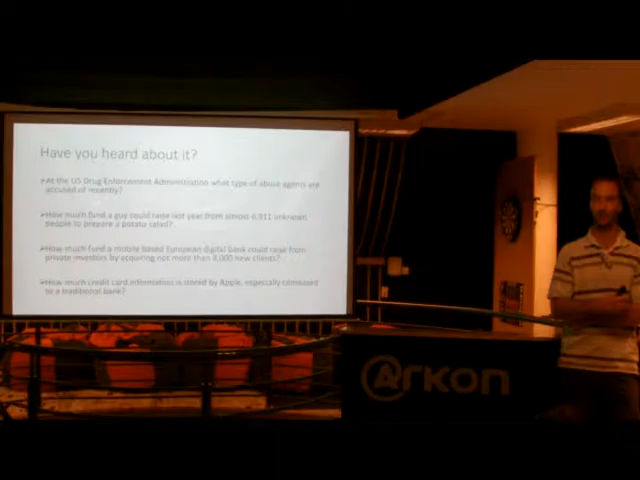 Have you heard about it?
At the US Drug Enforcement Administration what type of abuse agents are
accused of recently?
How much fund a guy could raise last year from almost 6,911 unknown
people to prepare a potato salad?
How much fund a mobile based European digital bank could raise from
private investors by acquiring not more than 8,000 new clients?
How much credit card information is stored by Apple, especially compared
to a traditional bank?
ARKON